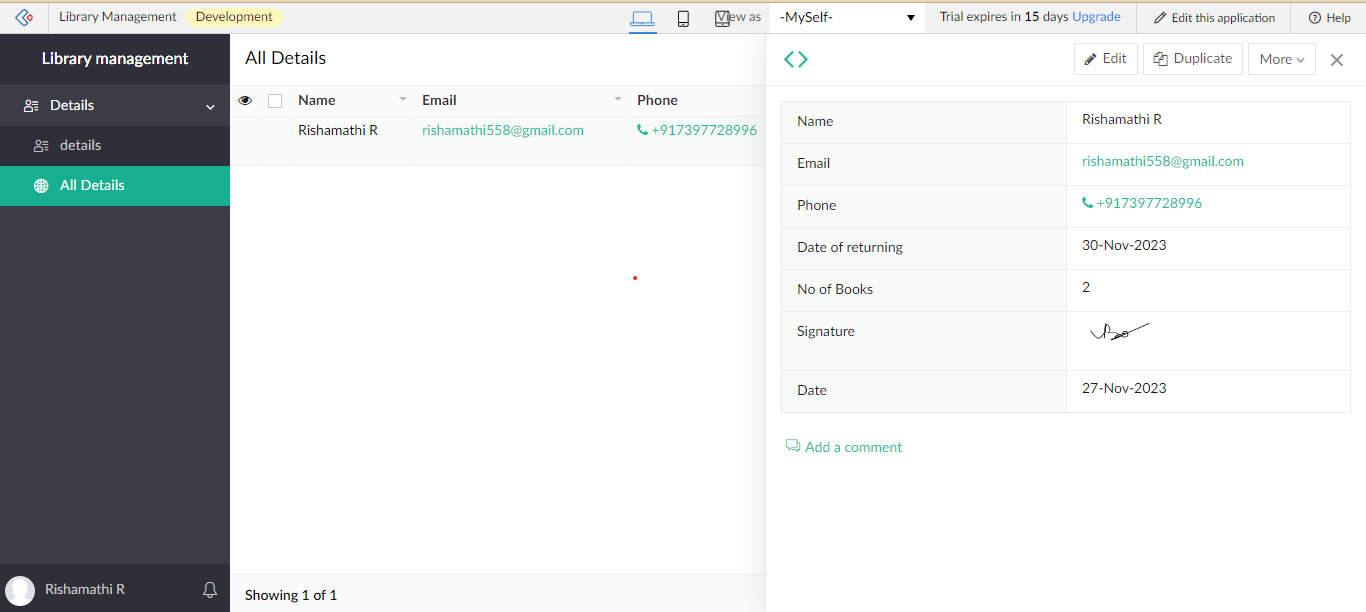 Library Management Development View as -MySelf- Trial expires in 15 days Upgrade Edit this application Help
Library management
Details
details
All Details
Rishamathi R
All Details
Name Email Phone
Rishamathi R rishamathi558@gmail.com +917397728996
Showing 1 of 1
Edit Duplicate More
Name Rishamathi R
Email rishamathi558@gmail.com
Phone +917397728996
Date of returning 30-Nov-2023
No of Books 2
Signature
Date 27-Nov-2023
Add a comment